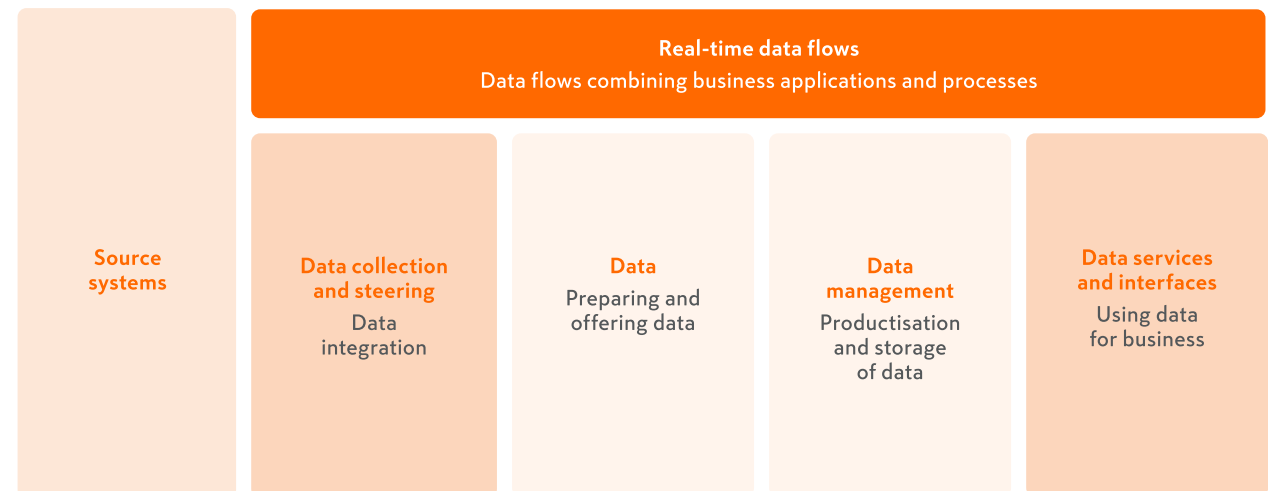 Source
systems
Real-time data flows
Data flows combining business applications and processes
Data collection
and steering
Data
integration
Data
Preparing and
offering data
Data
management
Productisation
and storage
of data
Data services
and interfaces
Using data
for business